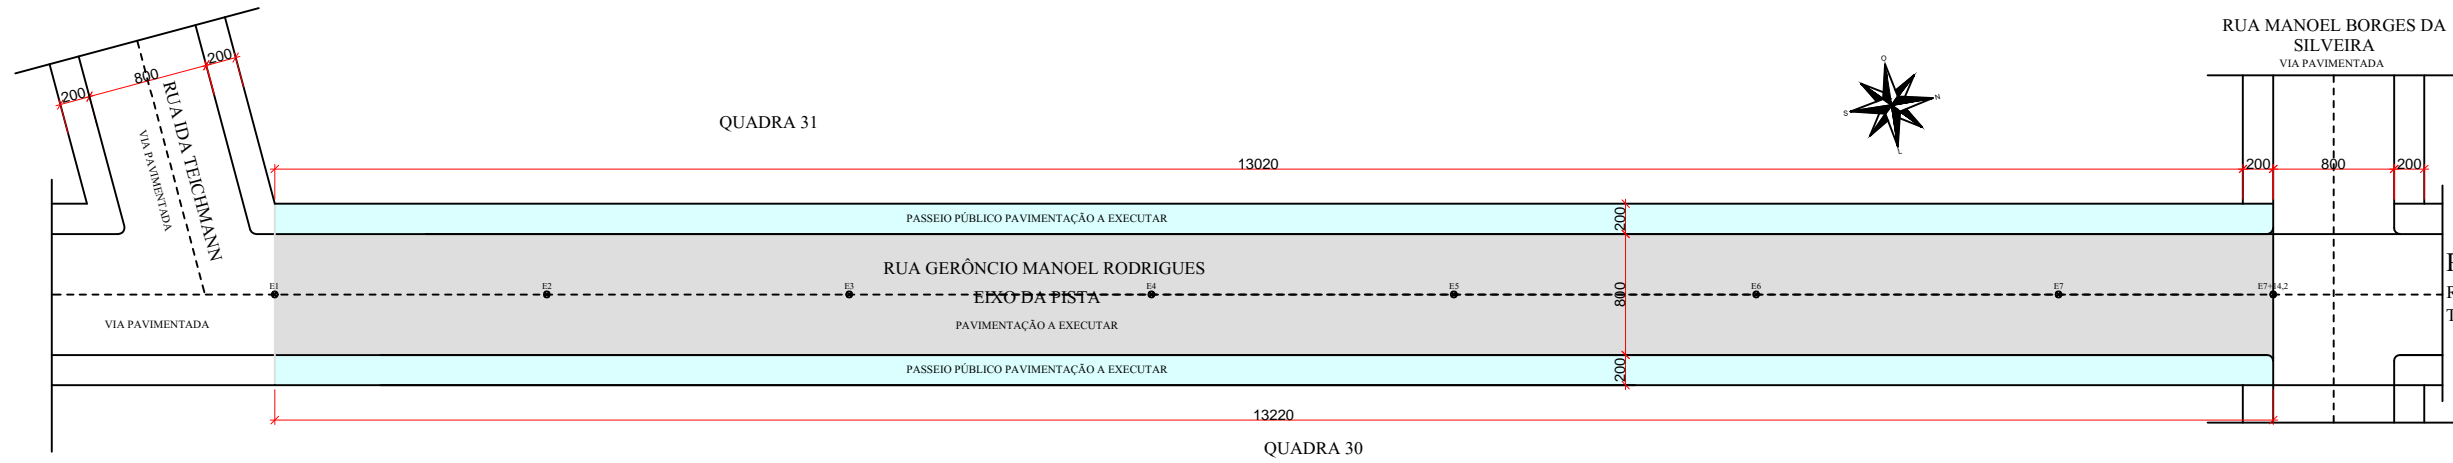 RUA MANOEL BORGES DA
SILVEIRA
VIA PAVIMENTADA
200
800
200
RUA IDA TEICHMANN
VIA PAVIMENTADA
QUADRA 31
O
N
S
L
13020
200
800
200
PASSEIO PÚBLICO PAVIMENTAÇÃO A EXECUTAR
200
RUA GERÔNCIO MANOEL RODRIGUES
E1
E2
E3
E4
E5
E6
E7
E7+14,2
EIXO DA PISTA
800
VIA PAVIMENTADA
PAVIMENTAÇÃO A EXECUTAR
PASSEIO PÚBLICO PAVIMENTAÇÃO A EXECUTAR
200
13220
QUADRA 30